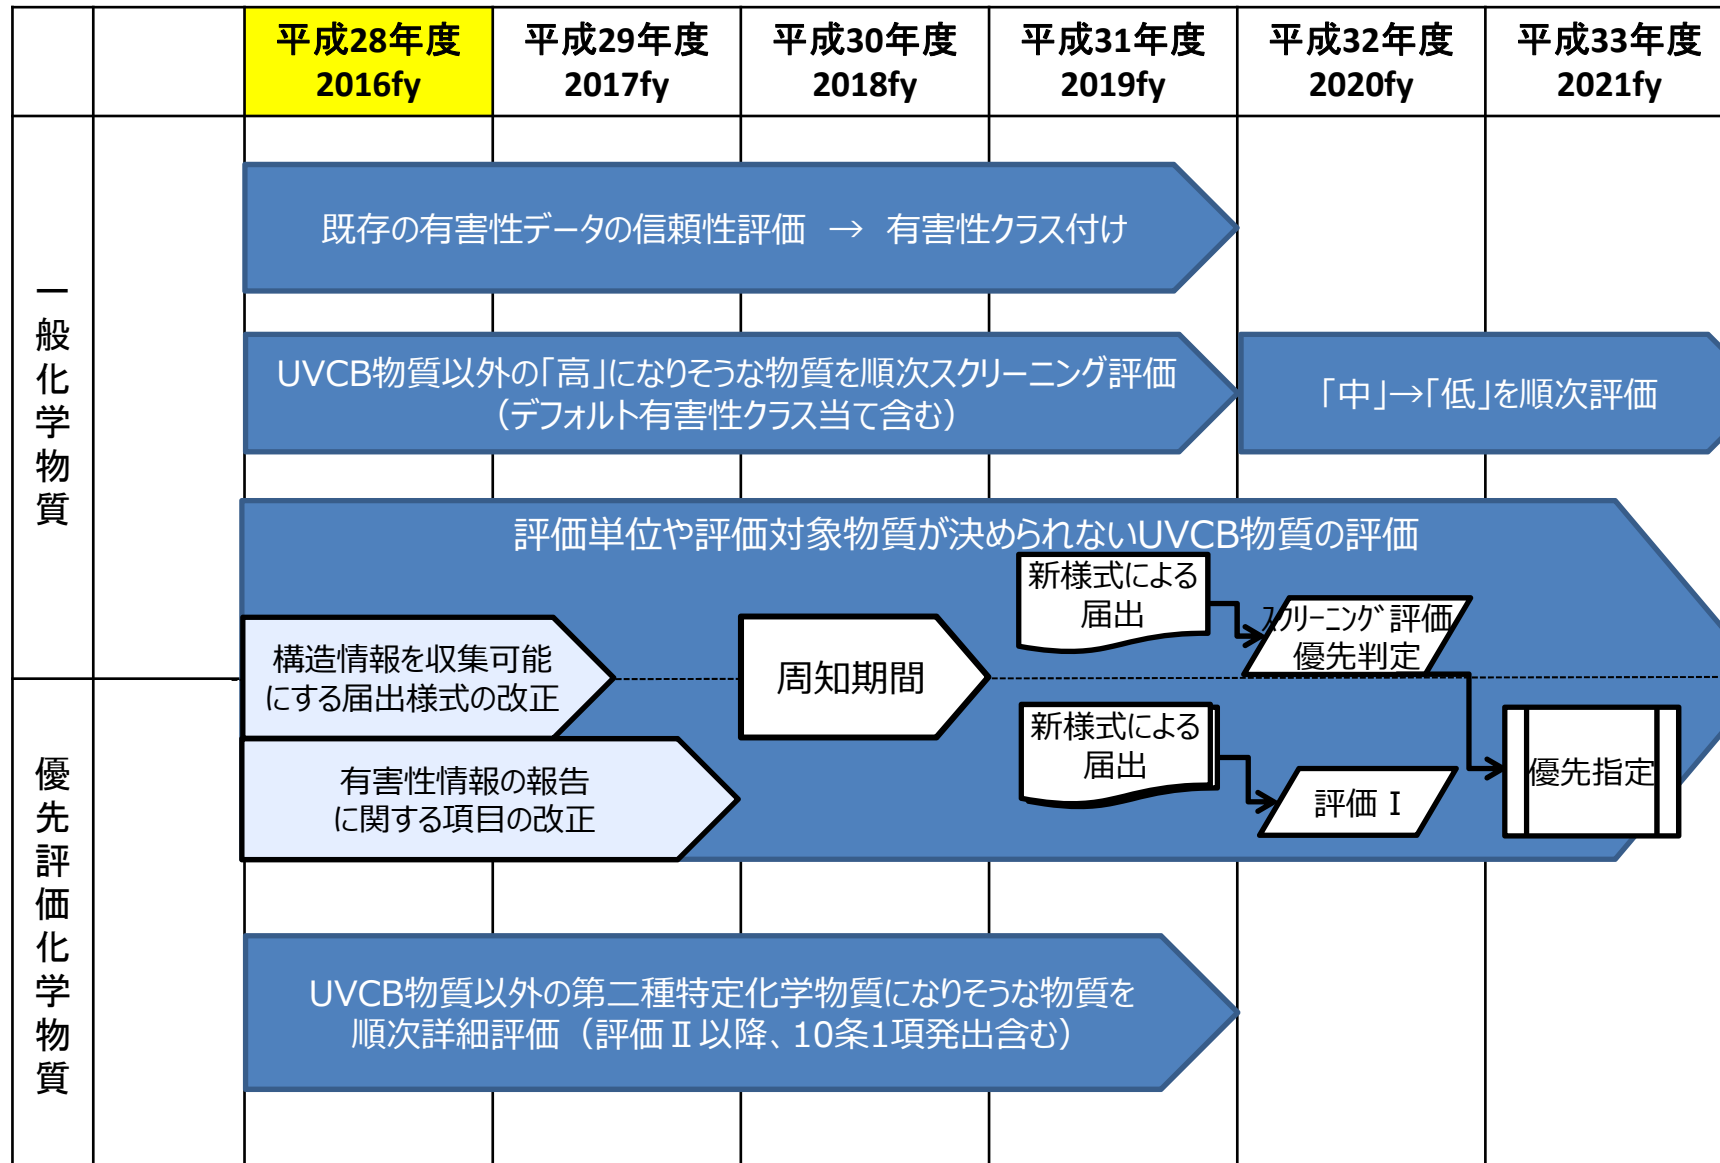 平成28年度
2016fy
平成29年度
2017fy
平成30年度
2018fy
平成31年度
2019fy
平成32年度
2020fy
平成33年度
2021fy
一般化学物質
既存の有害性データの信頼性評価 → 有害性クラス付け
UVCB物質以外の「高」になりそうな物質を順次スクリーニング評価
（デフォルト有害性クラス当て含む）
「中」→「低」を順次評価
評価単位や評価対象物質が決められないUVCB物質の評価
新様式による
届出
ｽｸﾘｰﾆﾝｸﾞ評価
優先判定
構造情報を収集可能
にする届出様式の改正
周知期間
優先評価化学物質
有害性情報の報告
に関する項目の改正
新様式による
届出
評価Ⅰ
優先指定
UVCB物質以外の第二種特定化学物質になりそうな物質を
順次詳細評価（評価Ⅱ以降、10条1項発出含む）